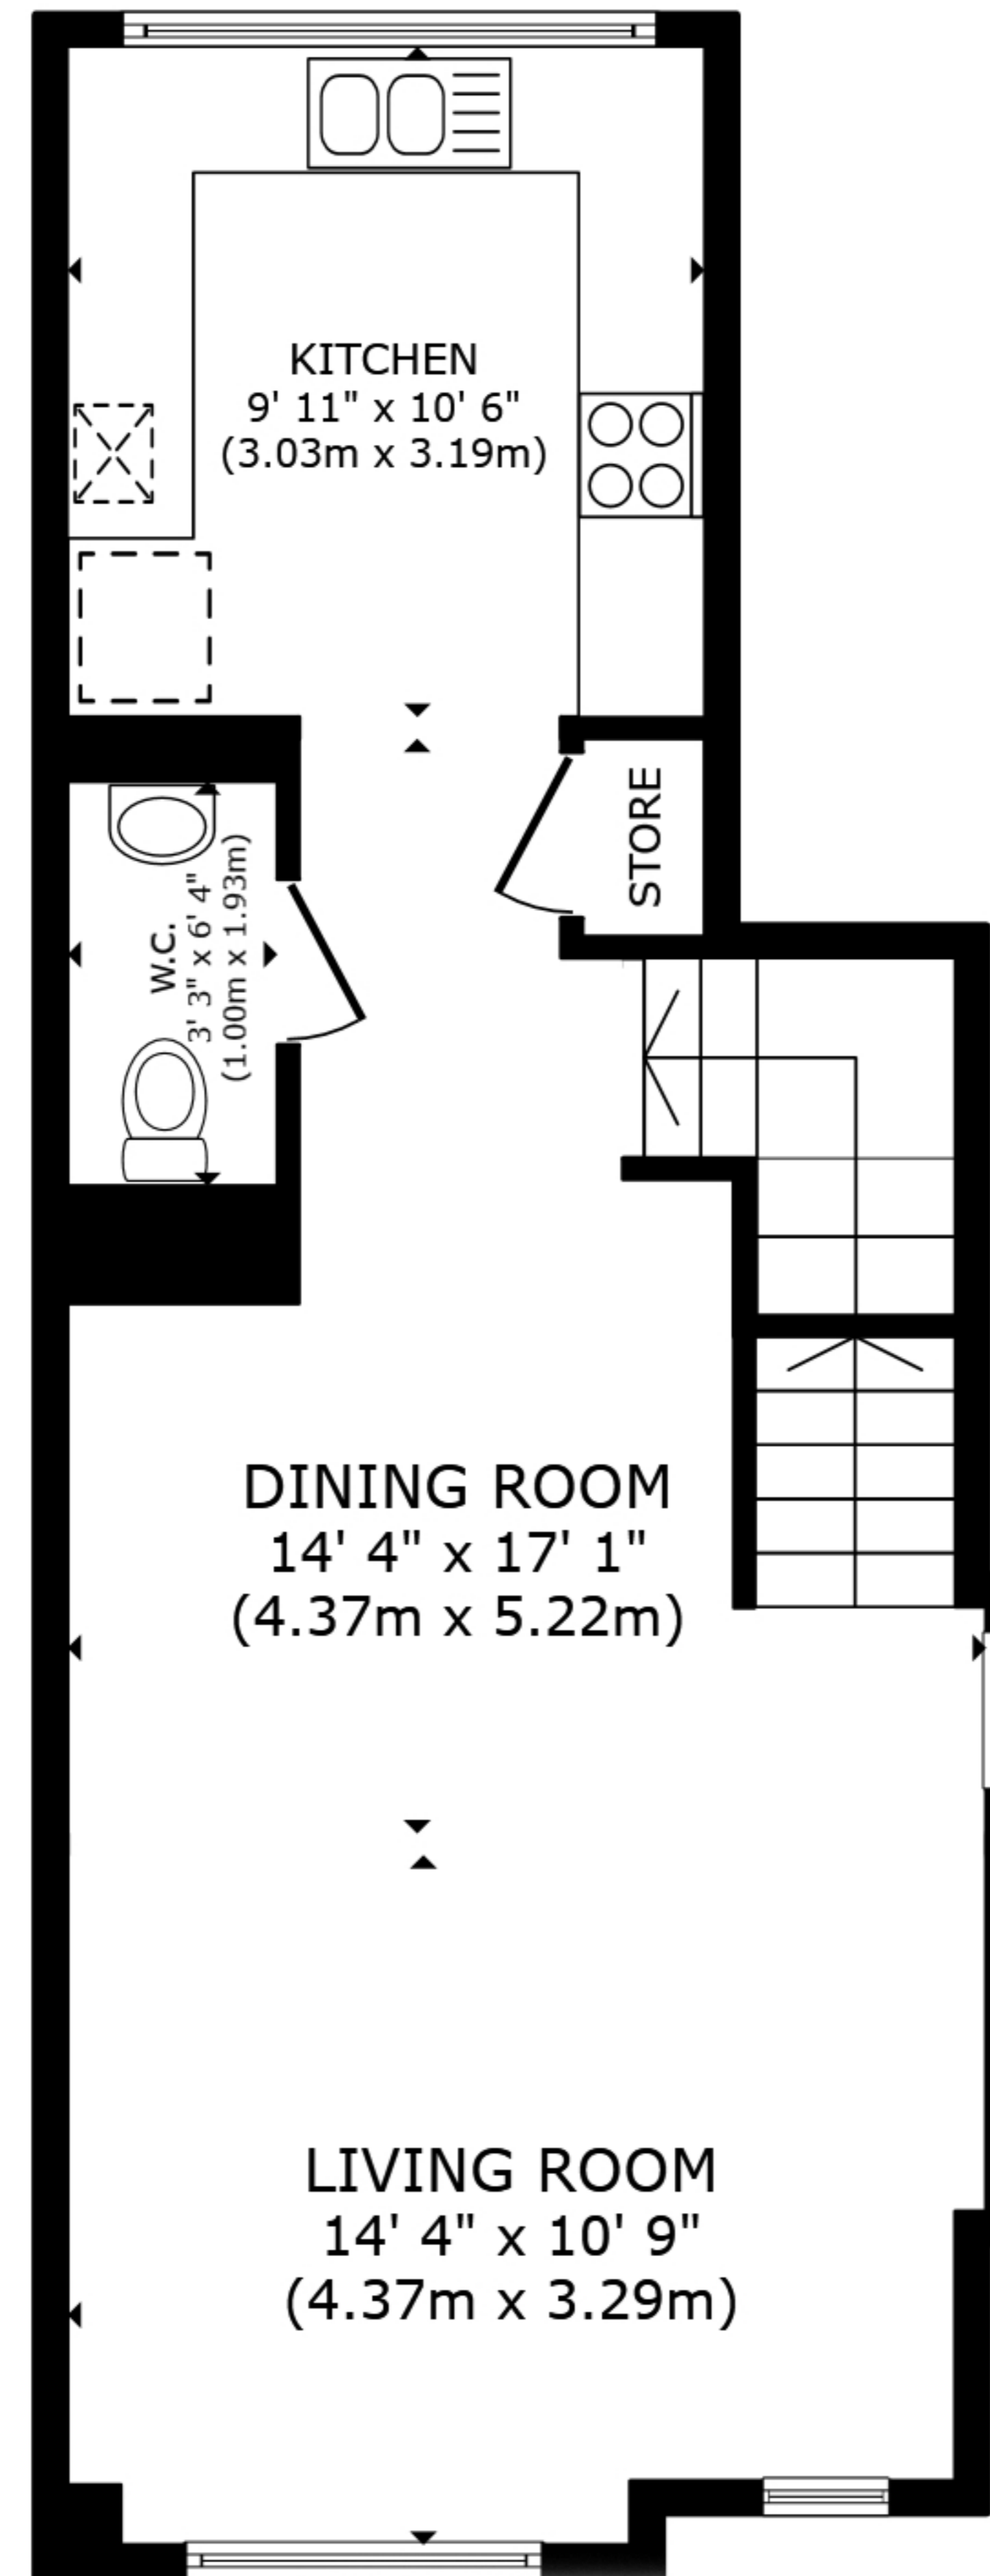 KITCHEN
9' 11" x 10' 6"
(3.03m x 3.19m)
STORE
W.C.
3' 3" x 6' 4"
(1.00m x 1.93m)
DINING ROOM
14' 4" x 17' 1"
(4.37m x 5.22m)
LIVING ROOM
14' 4" x 10' 9"
(4.37m x 3.29m)